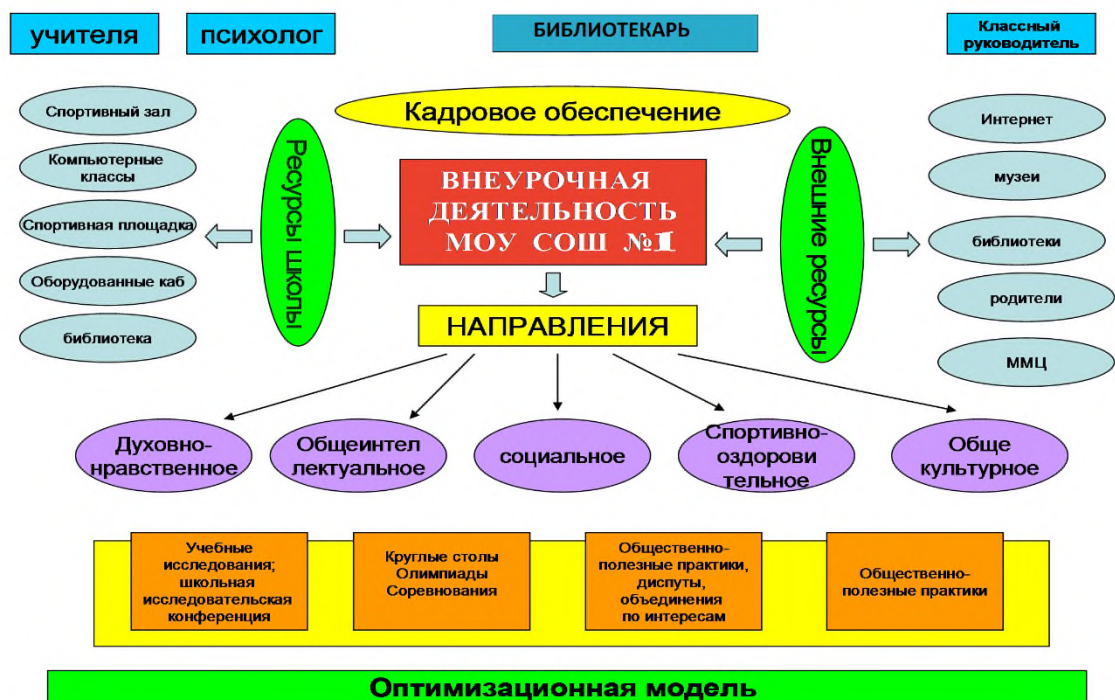 учителя
психолог
БИБЛИОТЕКАРЬ
Классный
руководитель
Кадровое обеспечение
Спортивный зал
Компьютерные
классы
Спортивная площадка
Оборудованные каб
библиотека
Ресурсы школы
ВНЕУРОЧНАЯ
ДЕЯТЕЛЬНОСТЬ
МОУ СОШ №1
Внешние ресурсы
Интернет
музеи
библиотеки
родители
ММЦ
НАПРАВЛЕНИЯ
Духовно-
нравственное
Общеинтел
лектуальное
социальное
Спортивно-
оздорови
тельное
Обще
культурное
Учебные
исследования;
школьная
исследовательская
конференция
Круглые столы
Олимпиады
Соревнования
Общественно-
полезные практики,
диспуты,
объединения
по интересам
Общественно-
полезные практики
Оптимизационная модель